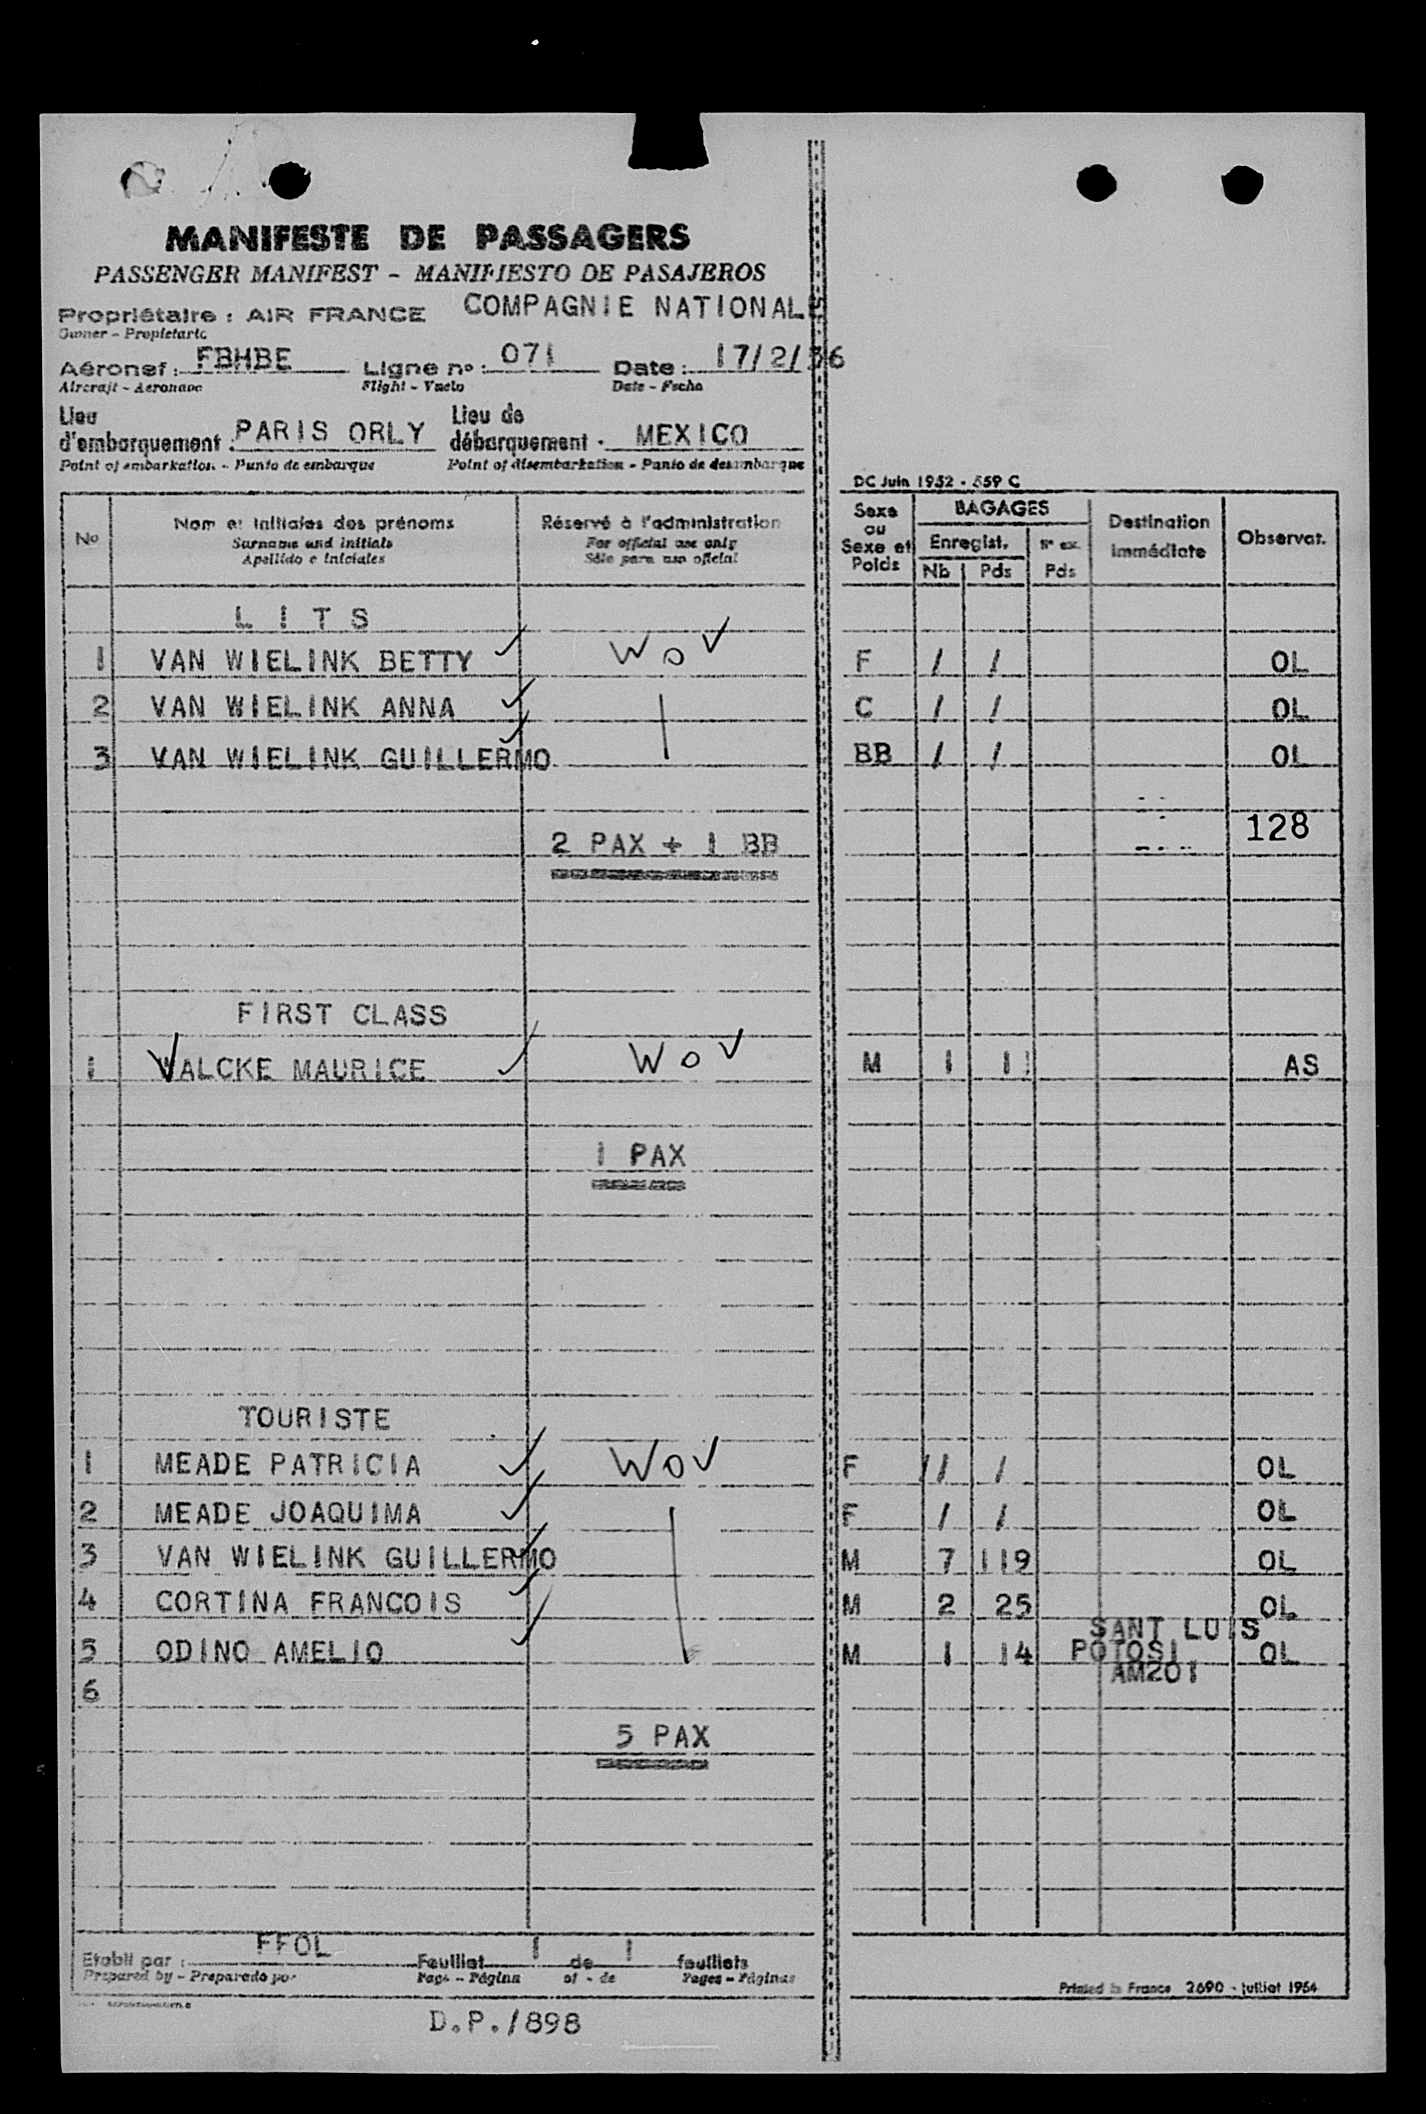 MANIFESTE DE PASSAGERS
PASSENGER MANIFEST - MANIFIESTO DE PASAJEROS
Propriétaire : AIR FRANCE COMPAGNIE NATIONALE
Owner - Propietario
Aéronef : FBHBE Ligne no : 071 Date : 17/2/56
Aircraft - Aeronave Flight - Vuelo Date - Fecha
Lieu d'embarquement : PARIS ORLY Lieu de débarquement : MEXICO
Point of embarkation - Punto de embarque Point of disembarkation - Punto de desembarque
DC Juin 1952 - 559 C
No Nom et initiales des prénoms Réservé à l'administration Sexe ou Sexe et Poids BAGAGES Destination immédiate Observat.
Surname and initials For official use only Enregist. Nb Pds Pds
Apellido e iniciales Sólo para uso oficial
LITS
1 VAN WIELINK BETTY ✓ W o V F / / OL
2 VAN WIELINK ANNA ✓ C / / OL
3 VAN WIELINK GUILLERMO ✓ BB / / OL
128
2 PAX + 1 BB
FIRST CLASS
1 WALCKE MAURICE ✓ W o V M 1 11 AS
1 PAX
TOURISTE
1 MEADE PATRICIA ✓ W o V F / / OL
2 MEADE JOAQUIMA ✓ F / / OL
3 VAN WIELINK GUILLERMO ✓ M 7 119 OL
4 CORTINA FRANCOIS ✓ M 2 25 OL
5 ODINO AMELIO ✓ M 1 14 SANT LUIS POTOSI AM201 OL
6
5 PAX
Etabli par : FFOL Feuillet 1 de 1 feuillets
Prepared by - Preparado por Page - Página of - de Pages - Páginas
Printed in France 2690 - juillet 1954
D.P./898